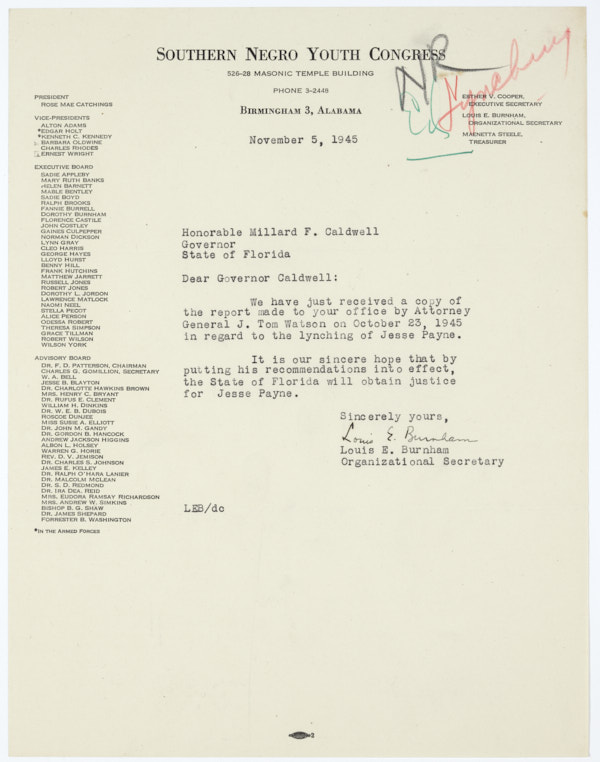 SOUTHERN NEGRO YOUTH CONGRESS
526-28 MASONIC TEMPLE BUILDING
PHONE 3-2448
BIRMINGHAM 3, ALABAMA
NR
Lynching
PRESIDENT
ROSE MAE CATCHINGS
VICE-PRESIDENTS
ALTON ADAMS
*EDGAR HOLT
*KENNETH C. KENNEDY
BARBARA OLDWINE
CHARLES RHODES
ERNEST WRIGHT
EXECUTIVE BOARD
SADIE APPLEBY
MARY RUTH BANKS
HELEN BARNETT
MABLE BENTLEY
SADIE BOYD
RALPH BROOKS
FANNIE BURRELL
DOROTHY BURNHAM
FLORENCE CASTILE
JOHN COSTLEY
GAINES CULPEPPER
NORMAN DICKSON
LYNN GRAY
CLEO HARRIS
GEORGE HAYES
LLOYD HURST
BENNY HILL
FRANK HUTCHINS
MATTHEW JARRETT
RUSSELL JONES
ROBERT JONES
DOROTHY L. JORDON
LAWRENCE MATLOCK
NAOMI NEEL
STELLA PECOT
ALICE PERSON
ODESSA ROBERT
THERESA SIMPSON
GRACE TILLMAN
ROBERT WILSON
WILSON YORK
ADVISORY BOARD
DR. F. D. PATTERSON, CHAIRMAN
CHARLES G. GOMILLION, SECRETARY
W. A. BELL
JESSE B. BLAYTON
DR. CHARLOTTE HAWKINS BROWN
MRS. HENRY C. BRYANT
DR. RUFUS E. CLEMENT
WILLIAM H. DINKINS
DR. W. E. B. DUBOIS
ROSCOE DUNJEE
MISS SUSIE A. ELLIOTT
DR. JOHN M. GANDY
DR. GORDON B. HANCOCK
ANDREW JACKSON HIGGINS
ALBON L. HOLSEY
WARREN G. HORIE
REV. D. V. JEMISON
DR. CHARLES S. JOHNSON
JAMES E. KELLEY
DR. RALPH O'HARA LANIER
DR. MALCOLM MCLEAN
DR. S. D. REDMOND
DR. IRA DEA. REID
MRS. EUDORA RAMSAY RICHARDSON
MRS. ANDREW W. SIMKINS
BISHOP B. G. SHAW
DR. JAMES SHEPARD
FORRESTER B. WASHINGTON
*IN THE ARMED FORCES
ESTHER V. COOPER,
EXECUTIVE SECRETARY
LOUIS E. BURNHAM,
ORGANIZATIONAL SECRETARY
MAENETTA STEELE,
TREASURER
November 5, 1945
Honorable Millard F. Caldwell
Governor
State of Florida
Dear Governor Caldwell:
We have just received a copy of
the report made to your office by Attorney
General J. Tom Watson on October 23, 1945
in regard to the lynching of Jesse Payne.
It is our sincere hope that by
putting his recommendations into effect,
the State of Florida will obtain justice
for Jesse Payne.
Sincerely yours,
Louis E. Burnham
Louis E. Burnham
Organizational Secretary
LEB/dc